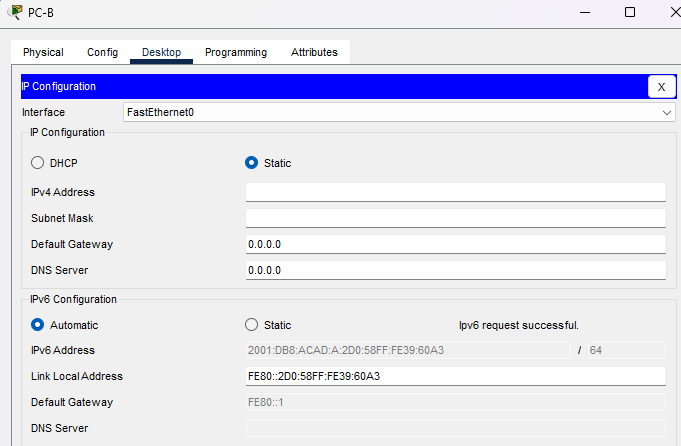 PC-B
Physical Config Desktop Programming Attributes
IP Configuration X
Interface FastEthernet0
IP Configuration
DHCP Static
IPv4 Address
Subnet Mask
Default Gateway 0.0.0.0
DNS Server 0.0.0.0
IPv6 Configuration
Automatic Static Ipv6 request successful.
IPv6 Address 2001:DB8:ACAD:A:2D0:58FF:FE39:60A3 / 64
Link Local Address FE80::2D0:58FF:FE39:60A3
Default Gateway FE80::1
DNS Server